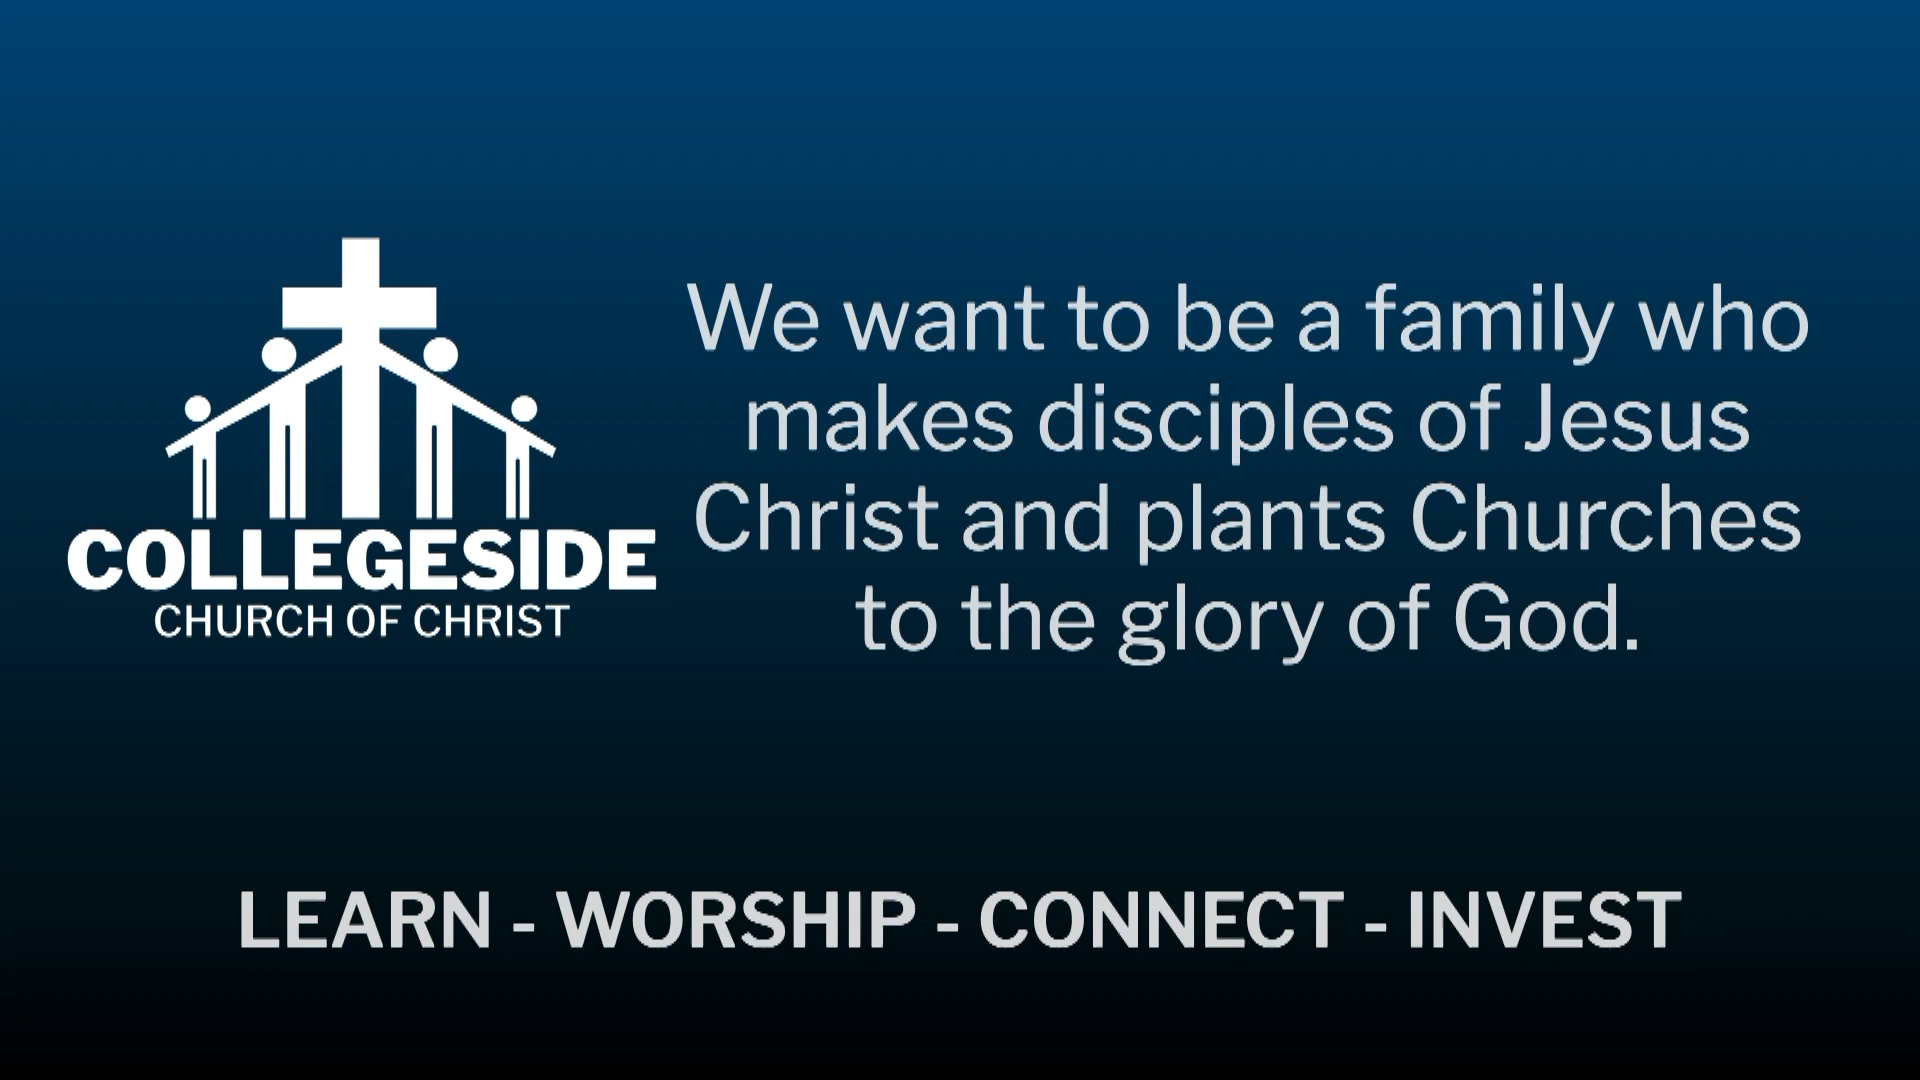 COLLEGESIDE
CHURCH OF CHRIST
We want to be a family who
makes disciples of Jesus
Christ and plants Churches
to the glory of God.
LEARN - WORSHIP - CONNECT - INVEST